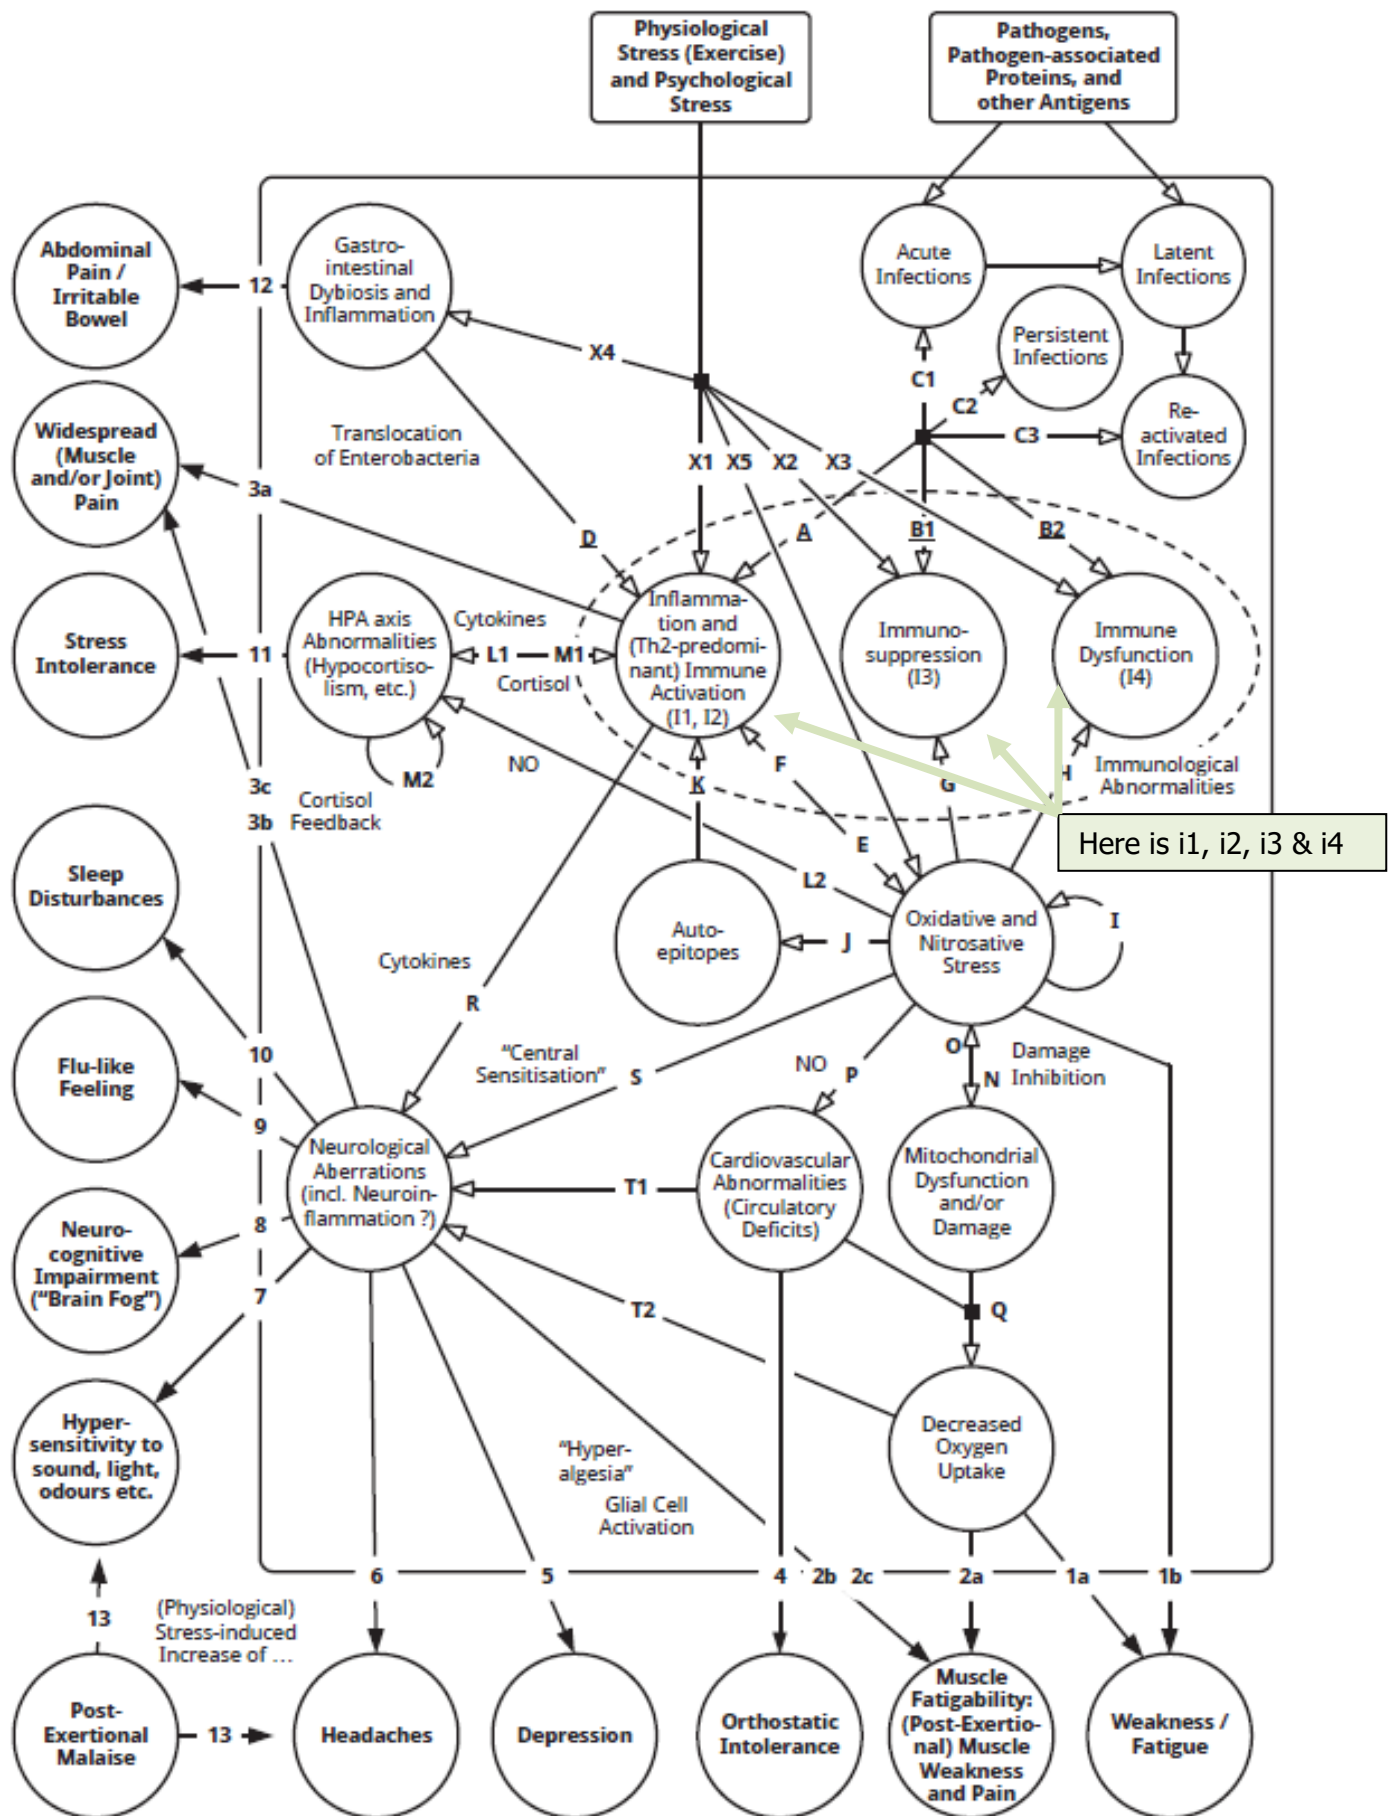 Physiological
Stress (Exercise)
and Psychological
Stress
Pathogens,
Pathogen-associated
Proteins, and
other Antigens
Abdominal
Pain /
Irritable
Bowel
12
Gastro-
intestinal
Dybiosis and
Inflammation
X4
Acute
Infections
Latent
Infections
Persistent
Infections
C1
C2
C3
Re-
activated
Infections
Widespread
(Muscle
and/or Joint)
Pain
3a
Translocation
of Enterobacteria
X1
X5
X2
X3
D
A
B1
B2
Stress
Intolerance
11
HPA axis
Abnormalities
(Hypocortiso-
lism, etc.)
Cytokines
L1
M1
Cortisol
Inflamma-
tion and
(Th2-predomi-
nant) Immune
Activation
(I1, I2)
Immuno-
suppression
(I3)
Immune
Dysfunction
(I4)
M2
NO
K
F
G
H
Immunological
Abnormalities
3c
3b
Cortisol
Feedback
E
Here is i1, i2, i3 & i4
Sleep
Disturbances
L2
Auto-
epitopes
J
Oxidative and
Nitrosative
Stress
I
Cytokines
R
10
"Central
Sensitisation"
S
NO
P
O
N
Damage
Inhibition
Flu-like
Feeling
9
Neurological
Aberrations
(incl. Neuroin-
flammation ?)
T1
Cardiovascular
Abnormalities
(Circulatory
Deficits)
Mitochondrial
Dysfunction
and/or
Damage
Neuro-
cognitive
Impairment
("Brain Fog")
8
7
T2
Q
Hyper-
sensitivity to
sound, light,
odours etc.
Decreased
Oxygen
Uptake
"Hyper-
algesia"
Glial Cell
Activation
13
(Physiological)
Stress-induced
Increase of ...
6
5
4
2b
2c
2a
1a
1b
Post-
Exertional
Malaise
13
Headaches
Depression
Orthostatic
Intolerance
Muscle
Fatigability:
(Post-Exertio-
nal) Muscle
Weakness
and Pain
Weakness /
Fatigue